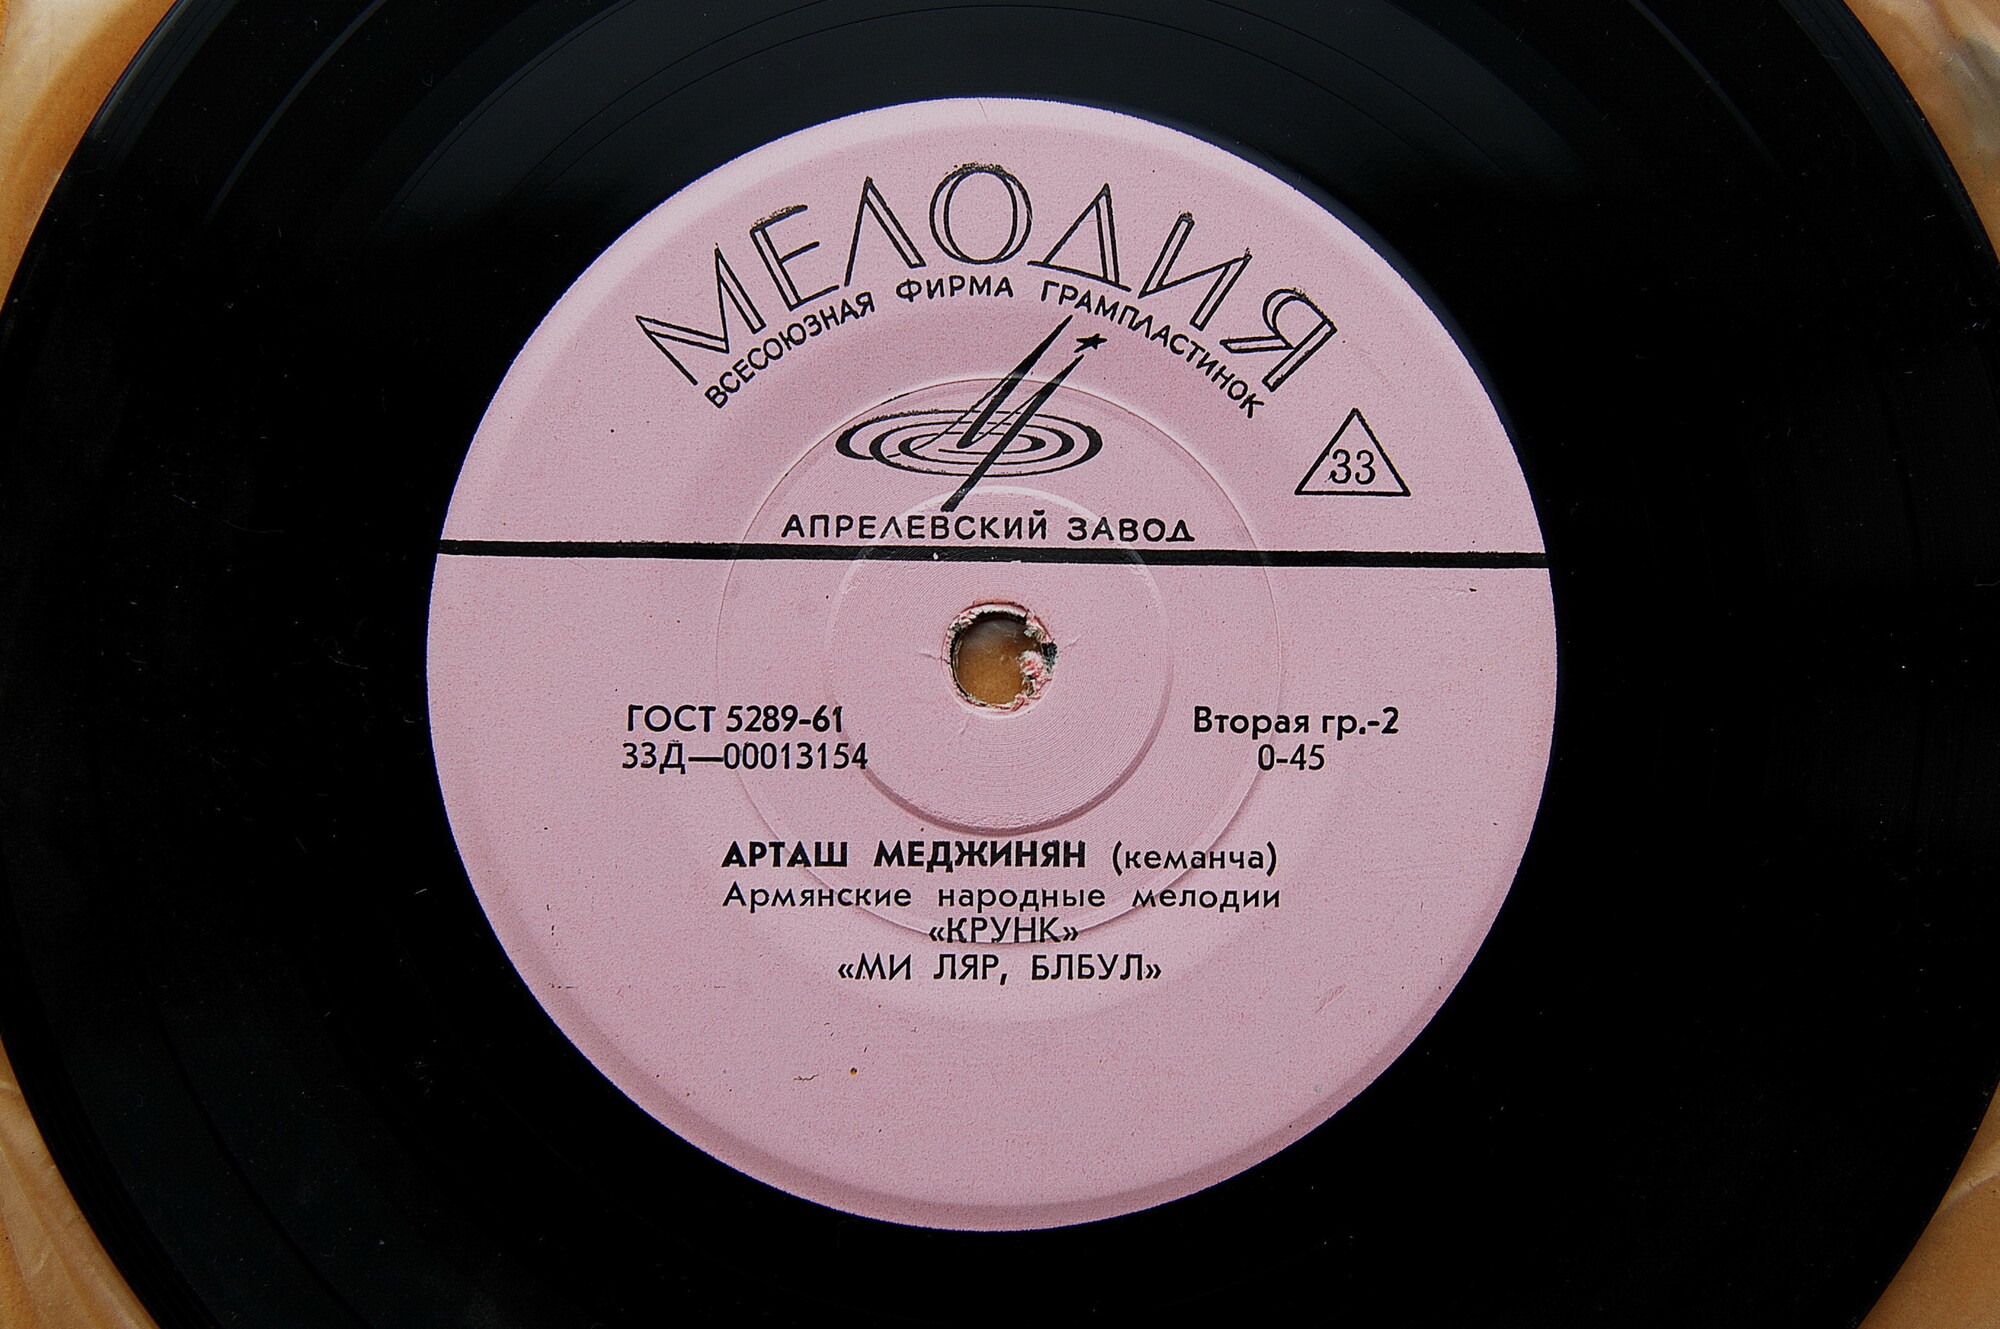 МЕЛОДИЯ
ВСЕСОЮЗНАЯ ФИРМА ГРАМПЛАСТИНОК
33
АПРЕЛЕВСКИЙ ЗАВОД
ГОСТ 5289-61
33Д—00013154
Вторая гр.-2
0-45
АРТАШ МЕДЖИНЯН (кеманча)
Армянские народные мелодии
«КРУНК»
«МИ ЛЯР, БЛБУЛ»